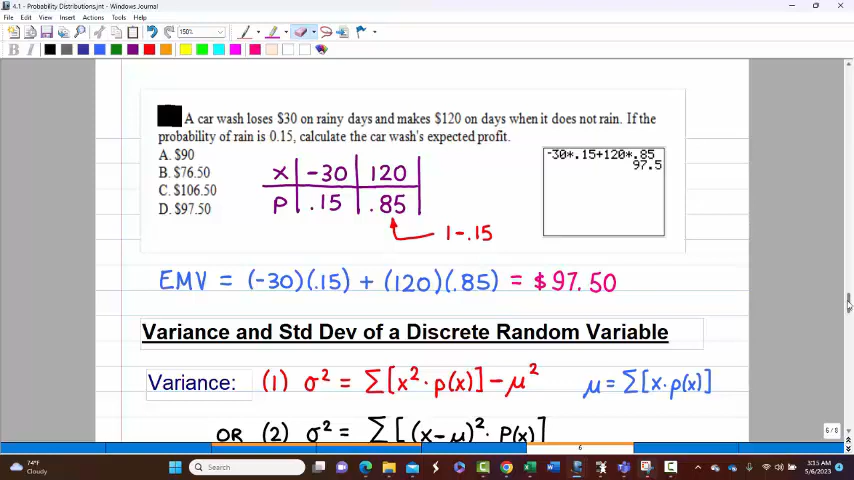 4.1 - Probability Distributions.jnt - Windows Journal
File Edit View Insert Actions Tools Help
150%
B I
A car wash loses $30 on rainy days and makes $120 on days when it does not rain. If the
probability of rain is 0.15, calculate the car wash's expected profit.
A. $90
B. $76.50
C. $106.50
D. $97.50
X -30 120
P .15 .85
1-.15
-30*.15+120*.85
97.5
EMV = (-30)(.15) + (120)(.85) = $97.50
Variance and Std Dev of a Discrete Random Variable
Variance: (1) σ² = Σ[x²·p(x)] - μ² μ = Σ[x·p(x)]
OR (2) σ² = Σ[(x-μ)²·P(x)]
6/8
6
74°F
Cloudy
Search
3:15 AM
5/6/2023